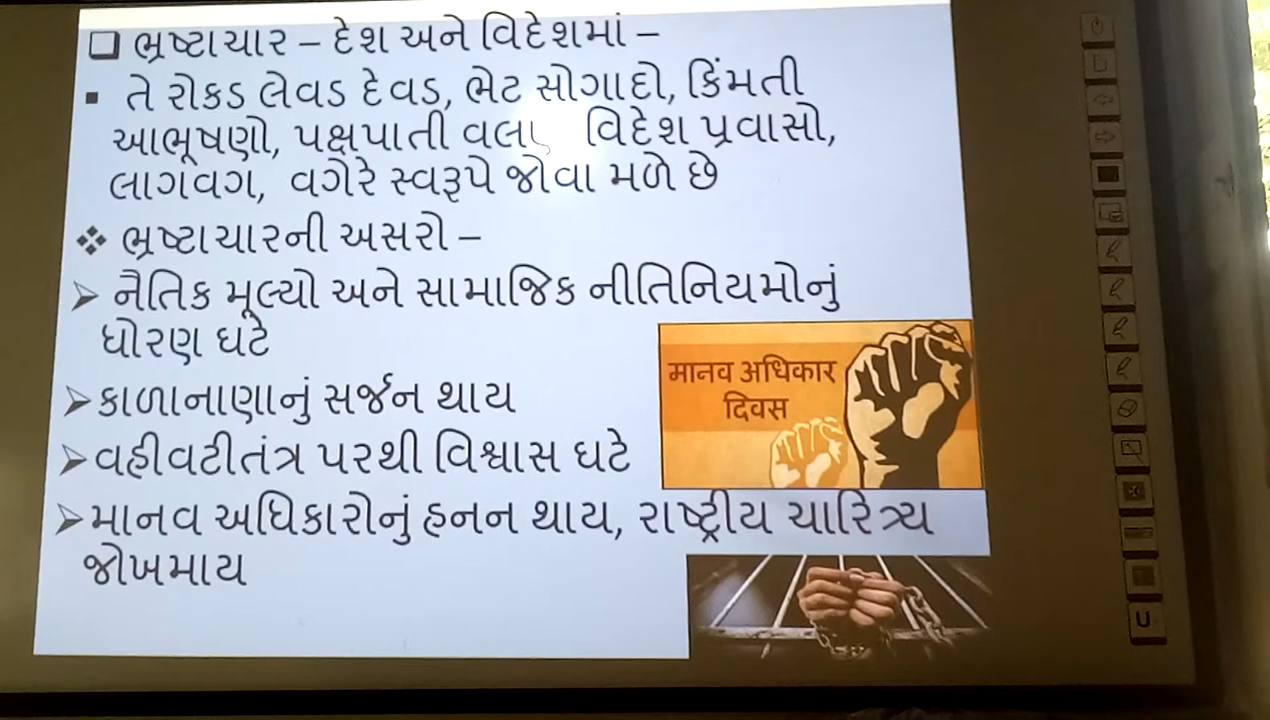 ભ્રષ્ટાચાર – દેશ અને વિદેશમાં –
તે રોકડ લેવડ દેવડ, ભેટ સોગાદો, કિંમતી
આભૂષણો, પક્ષપાતી વિદેશ પ્રવાસો,
લાગવગ, વગેરે સ્વરૂપે જોવા મળે છે
ભ્રષ્ટાચારની અસરો –
નૈતિક મૂલ્યો અને સામાજિક નીતિનિયમોનું
ધોરણ ઘટે
કાળાનાણાનું સર્જન થાય
વહીવટીતંત્ર પરથી વિશ્વાસ ઘટે
मानव अधिकार
दिवस
માનવ અધિકારોનું હનન થાય, રાષ્ટ્રીય ચારિત્ર્ય
જોખમાય